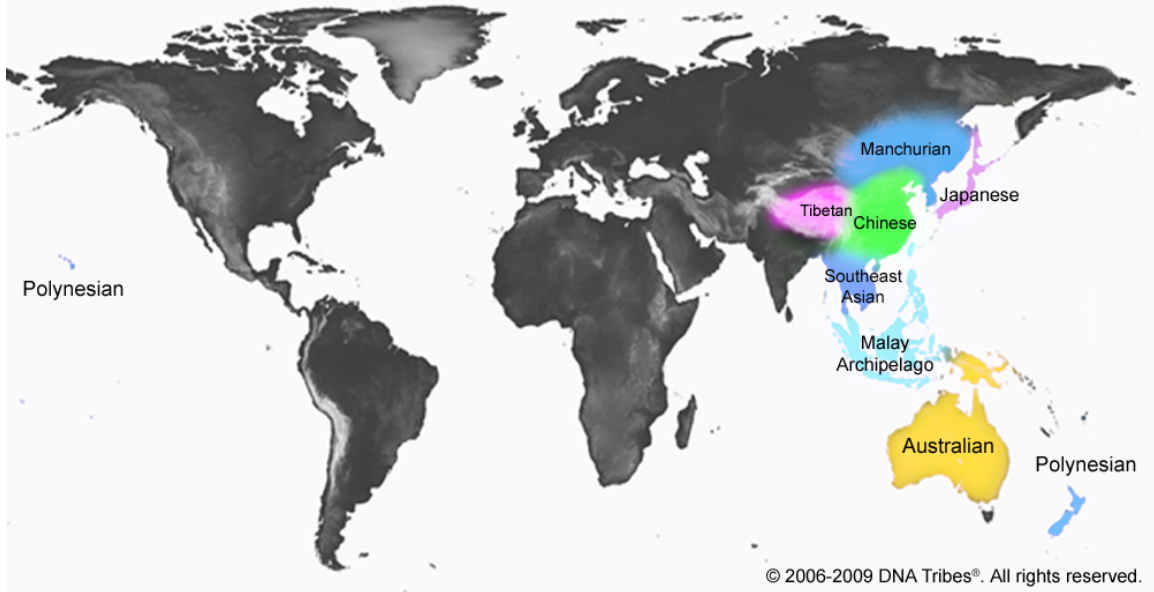 Manchurian
Japanese
Tibetan
Chinese
Polynesian
Southeast
Asian
Malay
Archipelago
Australian
Polynesian
© 2006-2009 DNA Tribes®. All rights reserved.